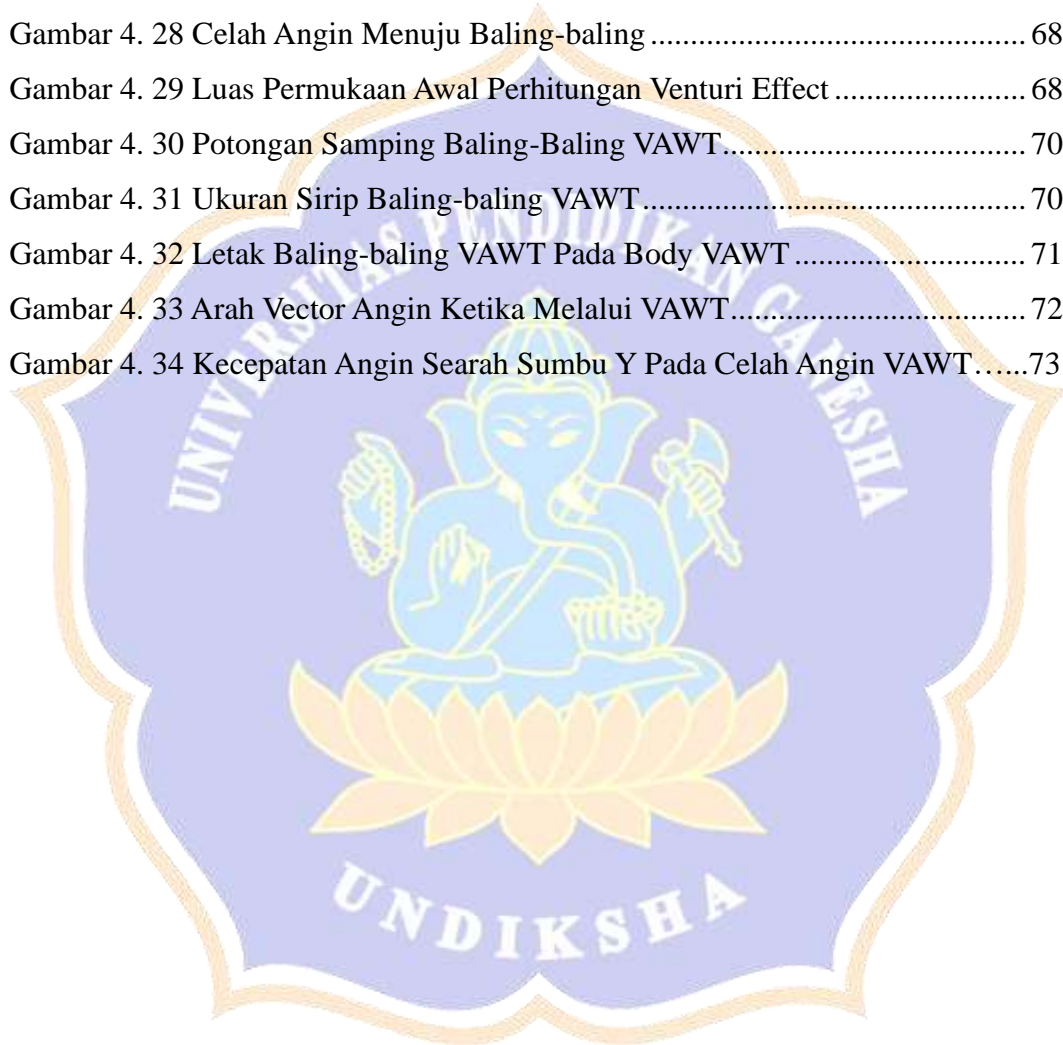 Gambar 4. 28 Celah Angin Menuju Baling-baling ............................................ 68
Gambar 4. 29 Luas Permukaan Awal Perhitungan Venturi Effect ...................... 68
Gambar 4. 30 Potongan Samping Baling-Baling VAWT................................... 70
Gambar 4. 31 Ukuran Sirip Baling-baling VAWT............................................. 70
Gambar 4. 32 Letak Baling-baling VAWT Pada Body VAWT ........................... 71
Gambar 4. 33 Arah Vector Angin Ketika Melalui VAWT.................................. 72
Gambar 4. 34 Kecepatan Angin Searah Sumbu Y Pada Celah Angin VAWT…...73
UNIVERSITAS PENDIDIKAN GANESHA
UNDIKSHA